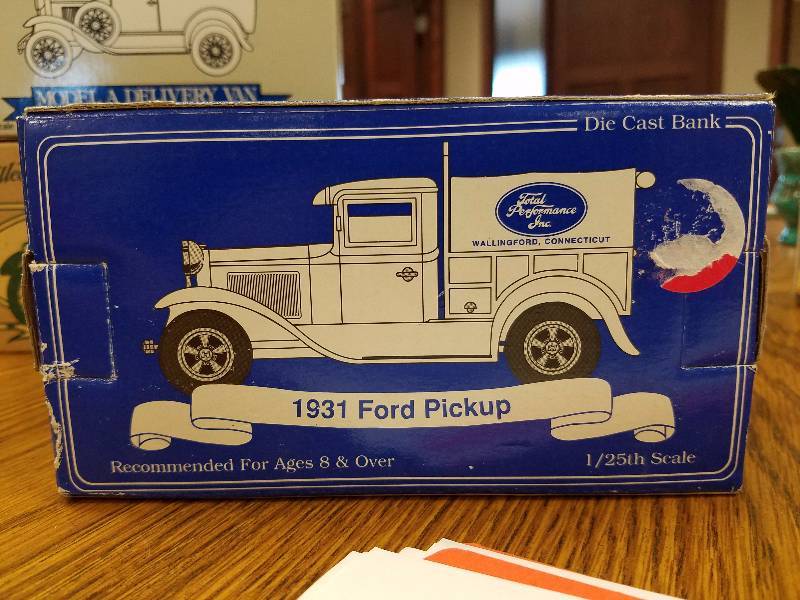 MODEL A DELIVERY VAN
Die Cast Bank
Total
Performance
Inc.
WALLINGFORD, CONNECTICUT
1931 Ford Pickup
Recommended For Ages 8 & Over
1/25th Scale